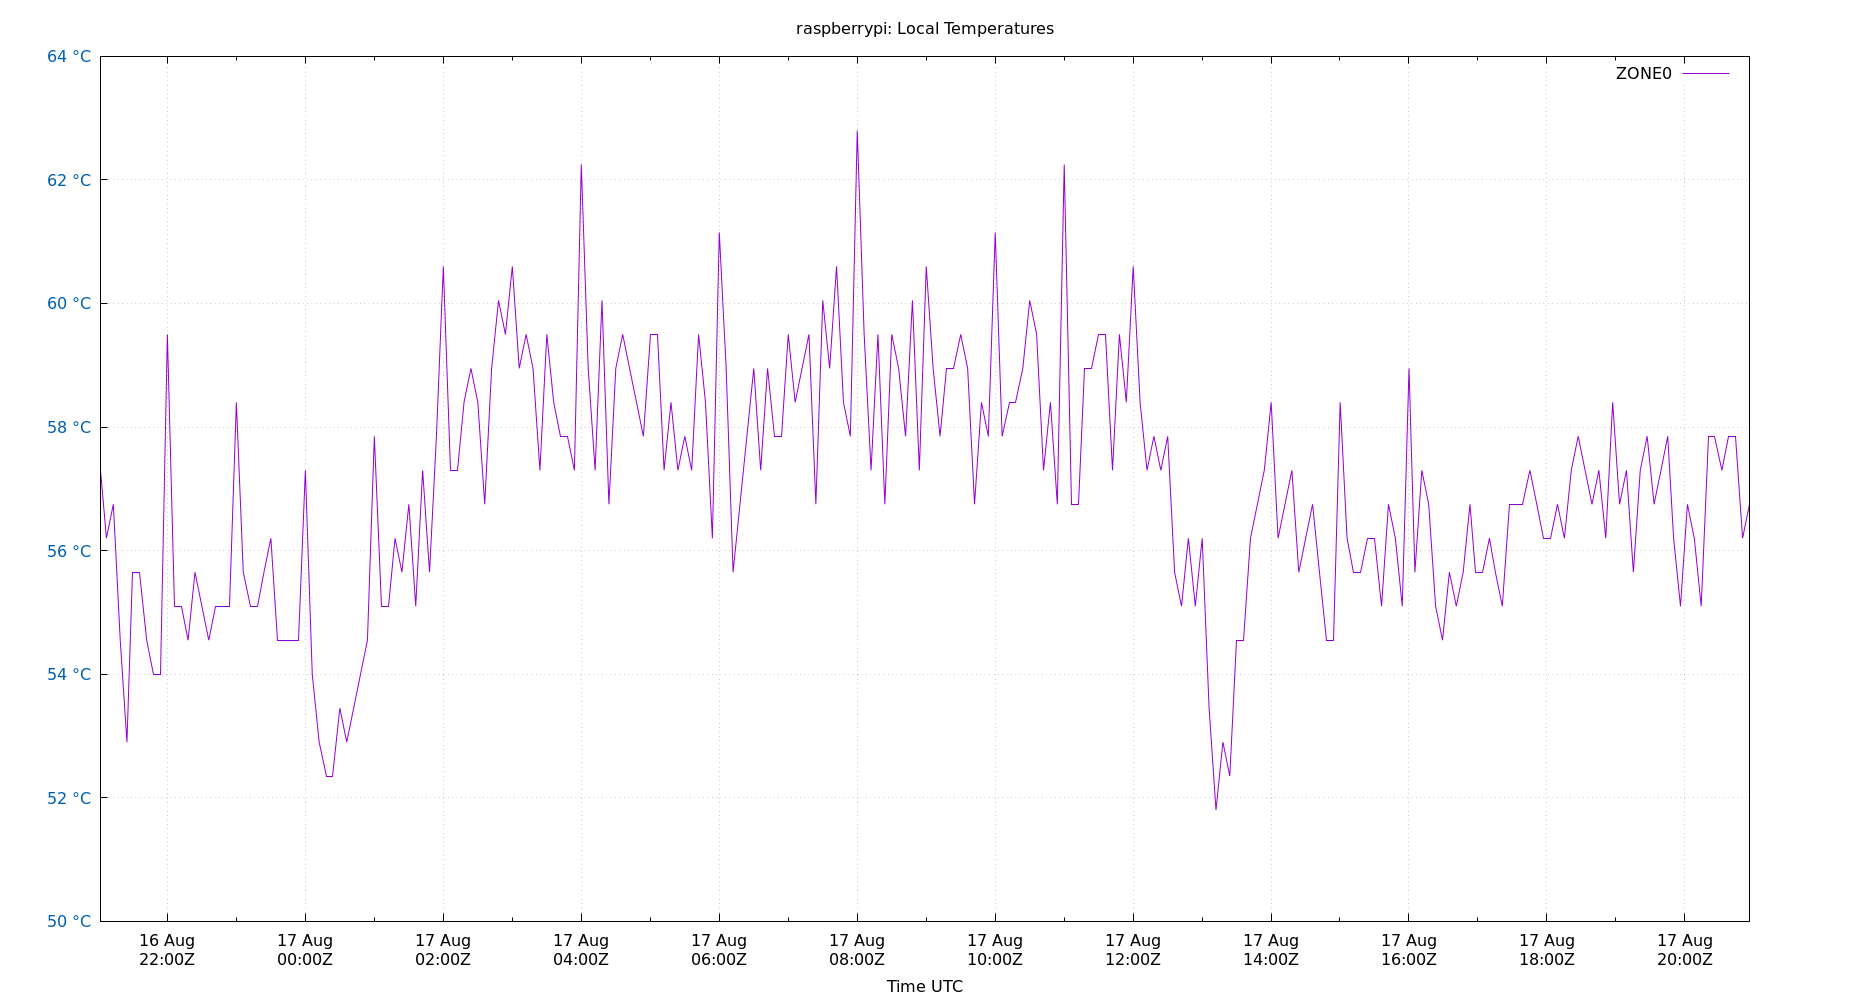 raspberrypi: Local Temperatures
64 °C
ZONE0
62 °C
60 °C
58 °C
56 °C
54 °C
52 °C
50 °C
16 Aug 17 Aug 17 Aug 17 Aug 17 Aug 17 Aug 17 Aug 17 Aug 17 Aug 17 Aug 17 Aug 17 Aug
22:00Z 00:00Z 02:00Z 04:00Z 06:00Z 08:00Z 10:00Z 12:00Z 14:00Z 16:00Z 18:00Z 20:00Z
Time UTC